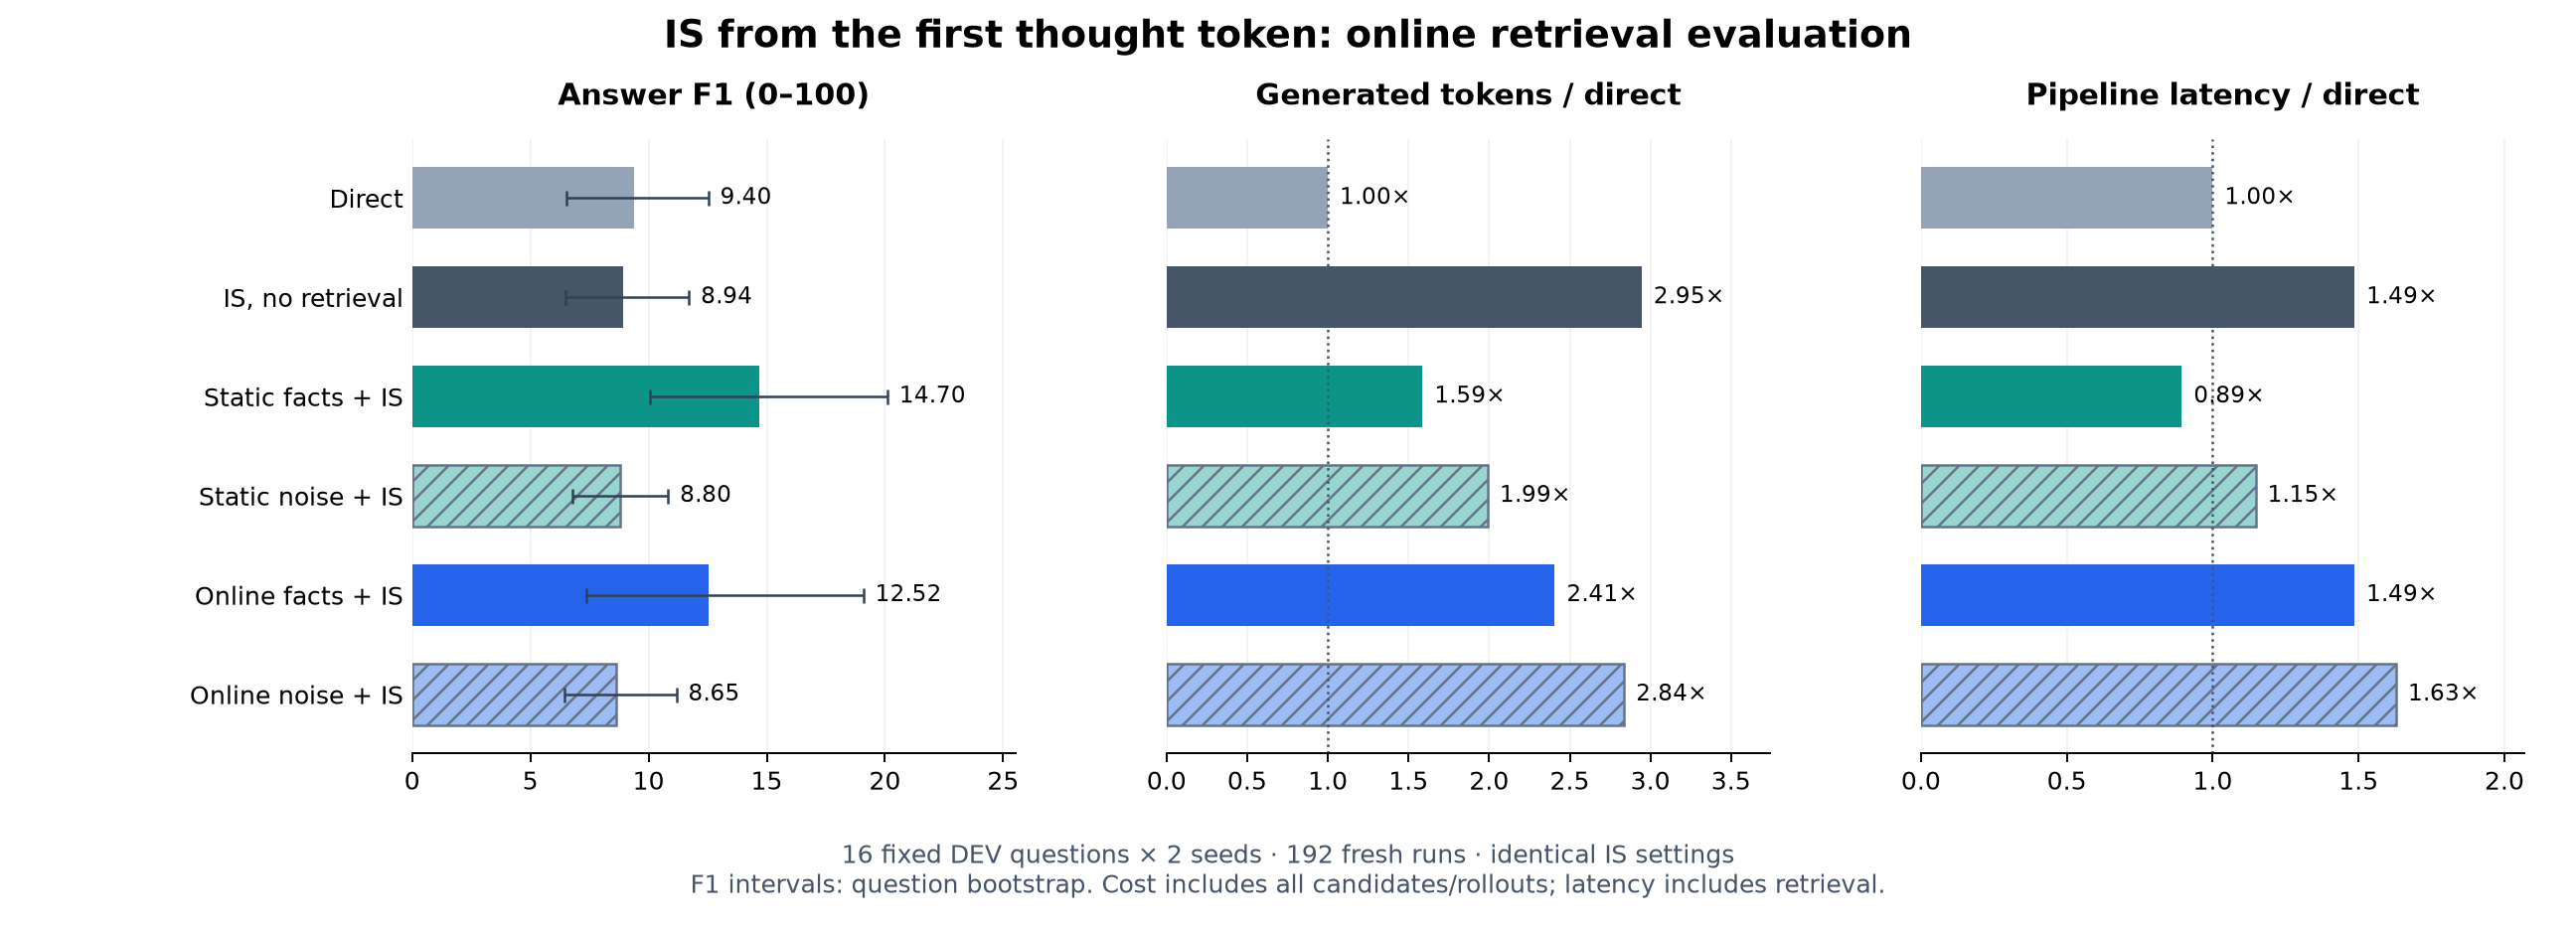 IS from the first thought token: online retrieval evaluation
Answer F1 (0–100)
Generated tokens / direct
Pipeline latency / direct
Direct
9.40
1.00×
1.00×
IS, no retrieval
8.94
2.95×
1.49×
Static facts + IS
14.70
1.59×
0.89×
Static noise + IS
8.80
1.99×
1.15×
Online facts + IS
12.52
2.41×
1.49×
Online noise + IS
8.65
2.84×
1.63×
0 5 10 15 20 25
0.0 0.5 1.0 1.5 2.0 2.5 3.0 3.5
0.0 0.5 1.0 1.5 2.0
16 fixed DEV questions × 2 seeds · 192 fresh runs · identical IS settings
F1 intervals: question bootstrap. Cost includes all candidates/rollouts; latency includes retrieval.